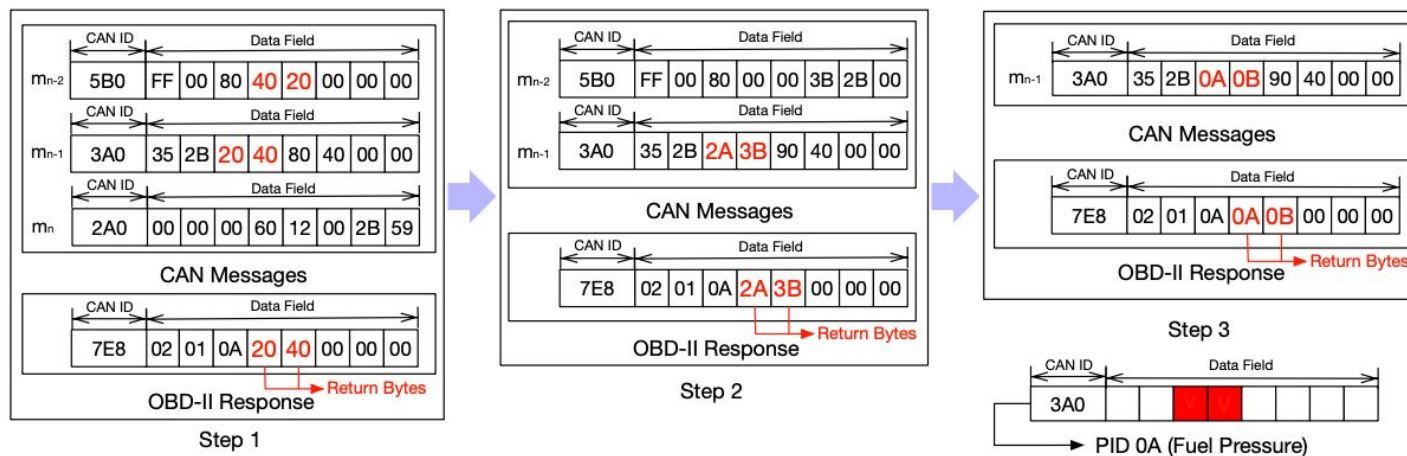 CAN ID Data Field
mn-2 5B0 FF 00 80 40 20 00 00 00
CAN ID Data Field
mn-1 3A0 35 2B 20 40 80 40 00 00
CAN ID Data Field
mn 2A0 00 00 00 60 12 00 2B 59
CAN Messages
CAN ID Data Field
7E8 02 01 0A 20 40 00 00 00
Return Bytes
OBD-II Response
Step 1
CAN ID Data Field
mn-2 5B0 FF 00 80 00 00 3B 2B 00
CAN ID Data Field
mn-1 3A0 35 2B 2A 3B 90 40 00 00
CAN Messages
CAN ID Data Field
7E8 02 01 0A 2A 3B 00 00 00
Return Bytes
OBD-II Response
Step 2
CAN ID Data Field
mn-1 3A0 35 2B 0A 0B 90 40 00 00
CAN Messages
CAN ID Data Field
7E8 02 01 0A 0A 0B 00 00 00
Return Bytes
OBD-II Response
Step 3
CAN ID Data Field
3A0 V V
PID 0A (Fuel Pressure)